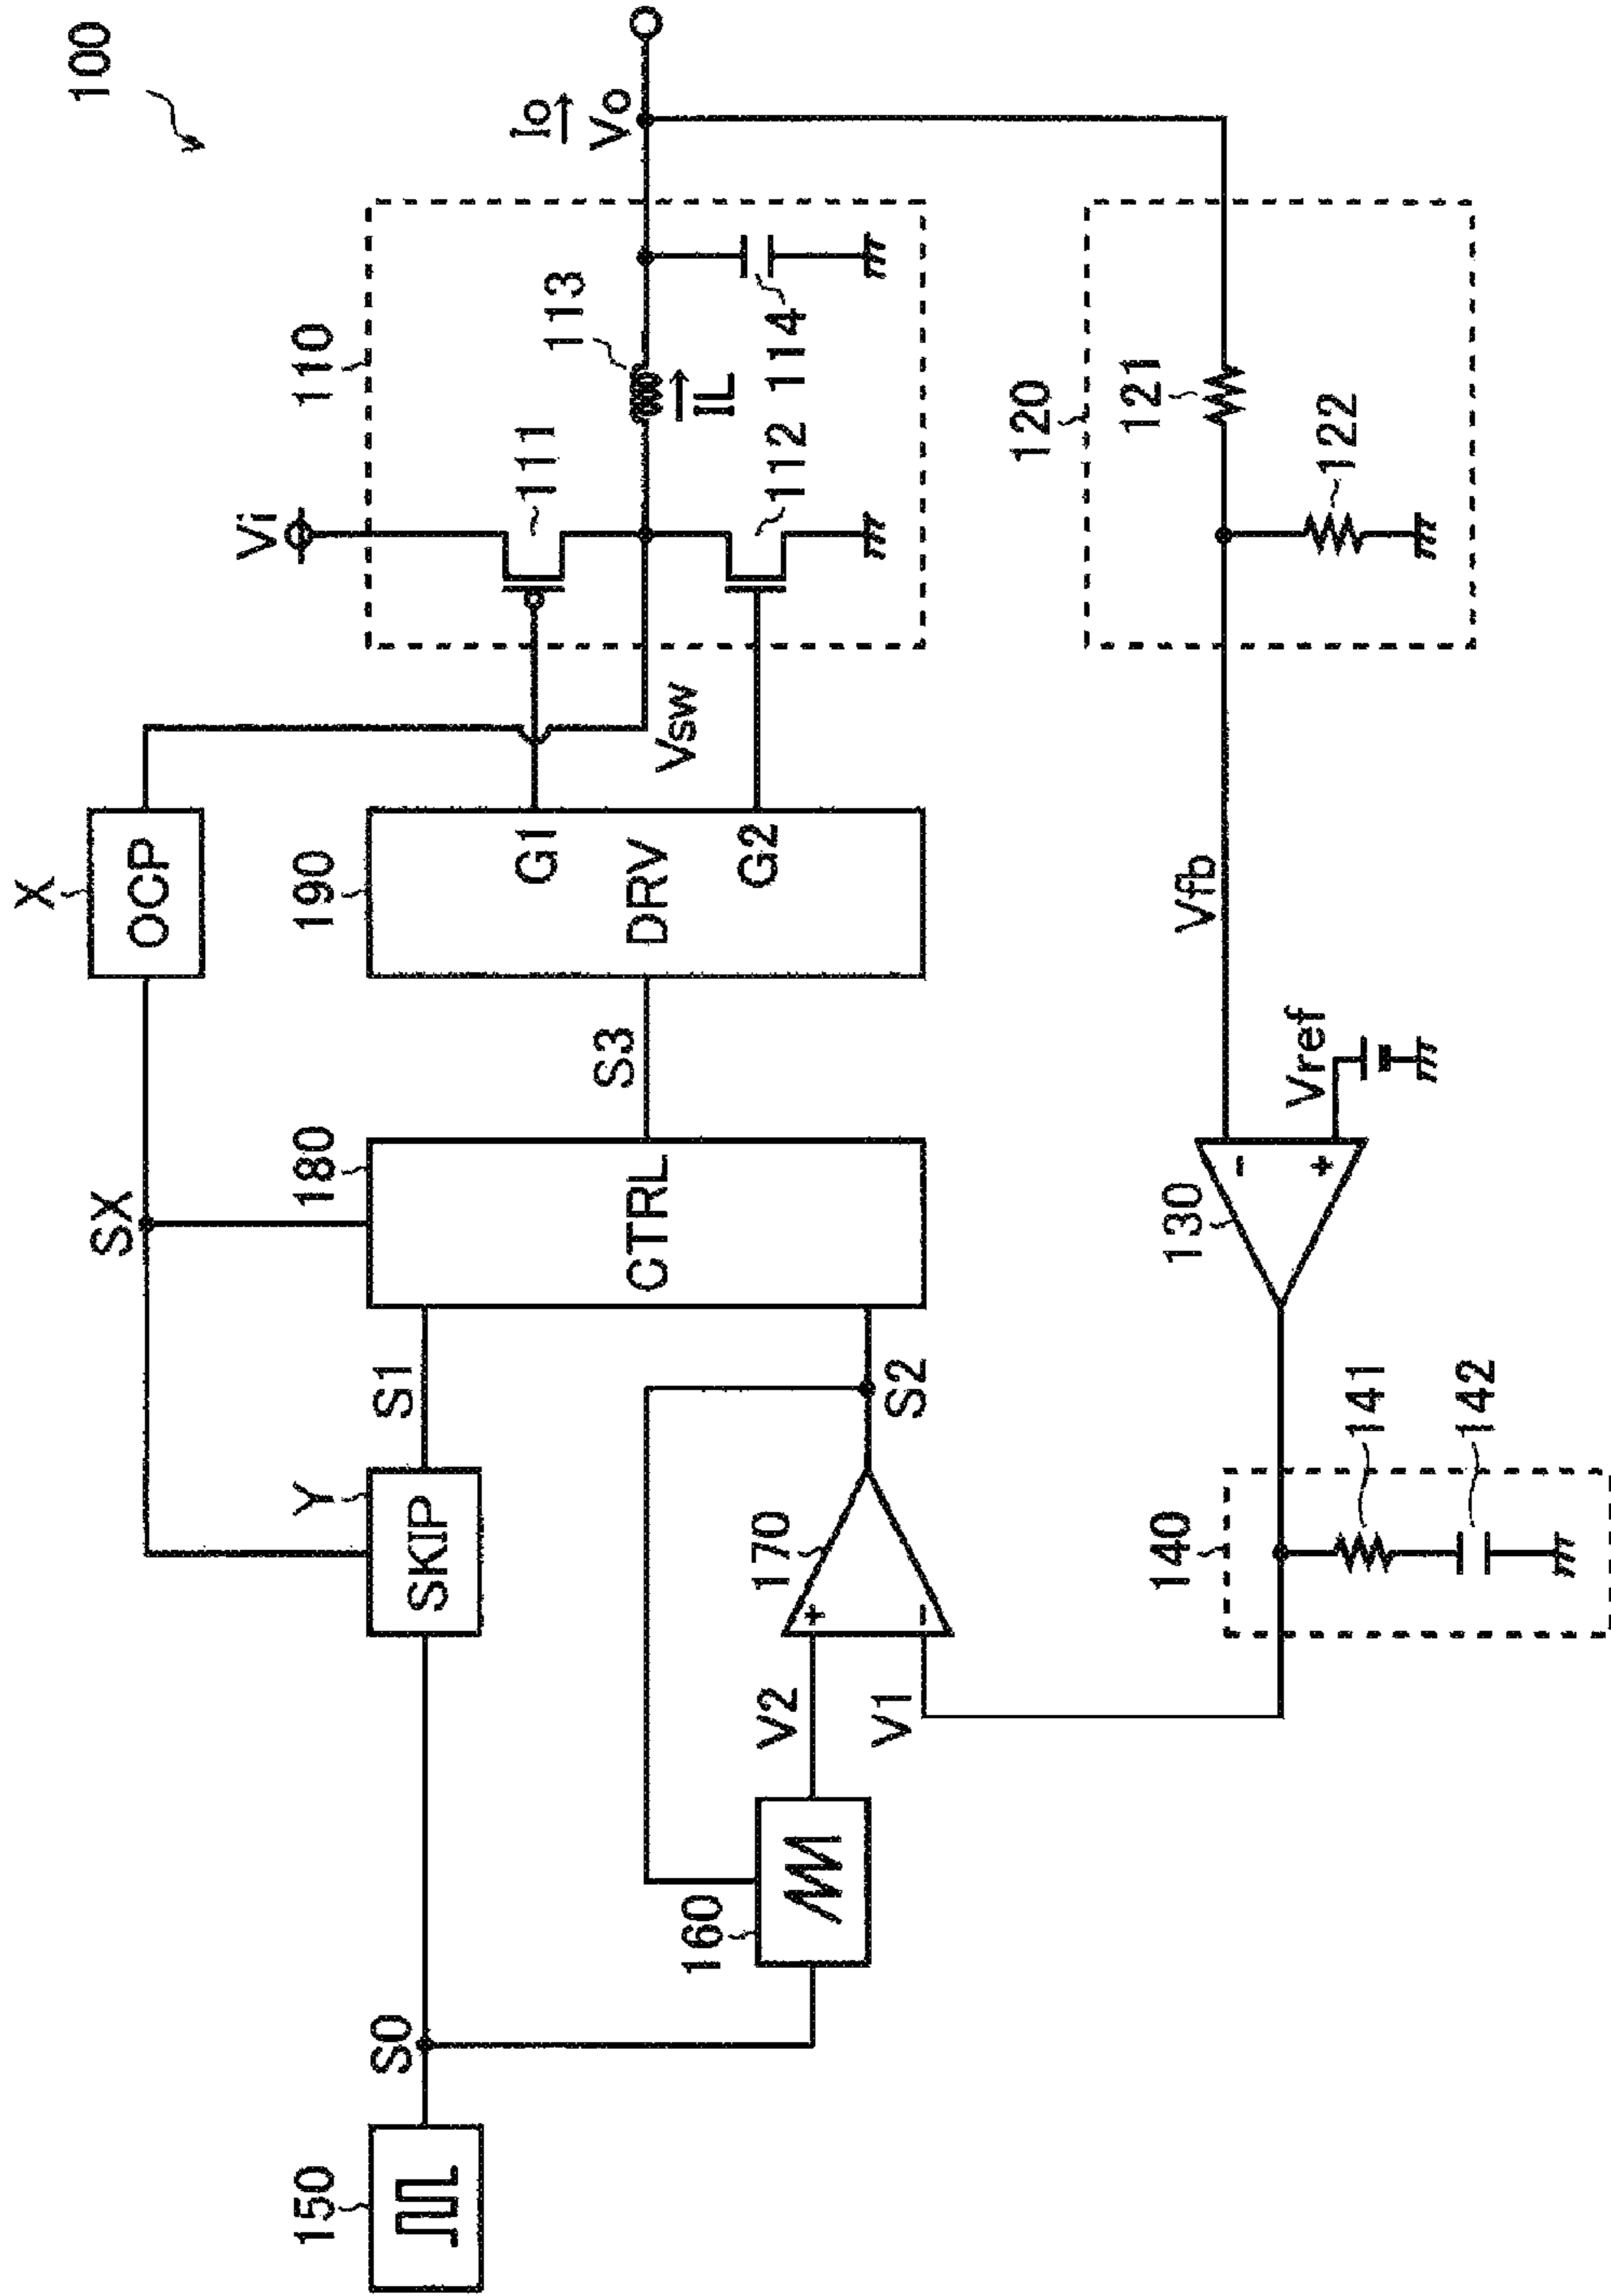 100
X
OCP
SX
Vi
110
Io
Vo
190
G1
111
113
Y
SKIP
S1
180
CTRL
S3
DRV
Vsw
IL
G2
112
114
150
S0
160
V2
V1
+
-
170
S2
120
121
122
Vfb
140
141
142
130
-
+
Vref